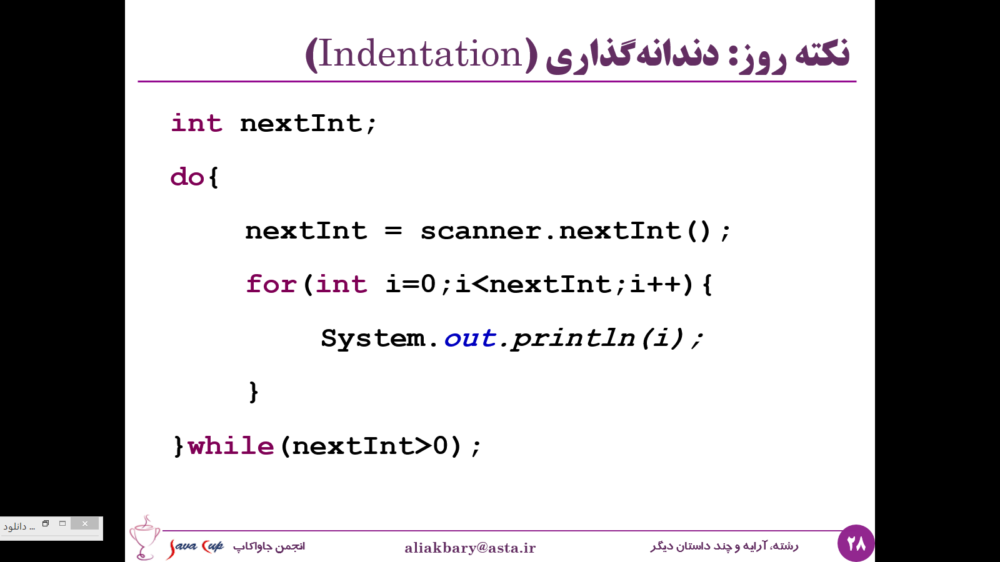 نکته روز: دندانه‌گذاری (Indentation)
int nextInt;
do{
nextInt = scanner.nextInt();
for(int i=0;i<nextInt;i++){
System.out.println(i);
}
}while(nextInt>0);
دانلود ...
Java Cup
انجمن جاواکاپ
aliakbary@asta.ir
رشته، آرایه و چند داستان دیگر
۲۸